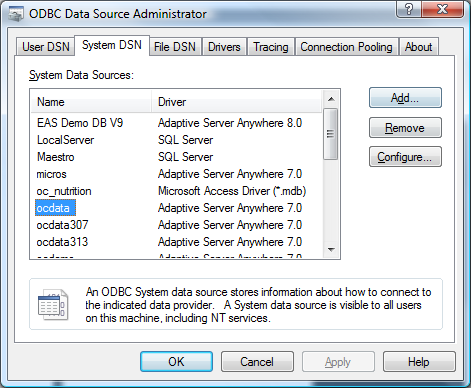 ODBC Data Source Administrator
User DSN System DSN File DSN Drivers Tracing Connection Pooling About
System Data Sources:
Name Driver
EAS Demo DB V9 Adaptive Server Anywhere 8.0
LocalServer SQL Server
Maestro SQL Server
micros Adaptive Server Anywhere 7.0
oc_nutrition Microsoft Access Driver (*.mdb)
ocdata Adaptive Server Anywhere 7.0
ocdata307 Adaptive Server Anywhere 7.0
ocdata313 Adaptive Server Anywhere 7.0
Add...
Remove
Configure...
An ODBC System data source stores information about how to connect to
the indicated data provider. A System data source is visible to all users
on this machine, including NT services.
OK Cancel Apply Help